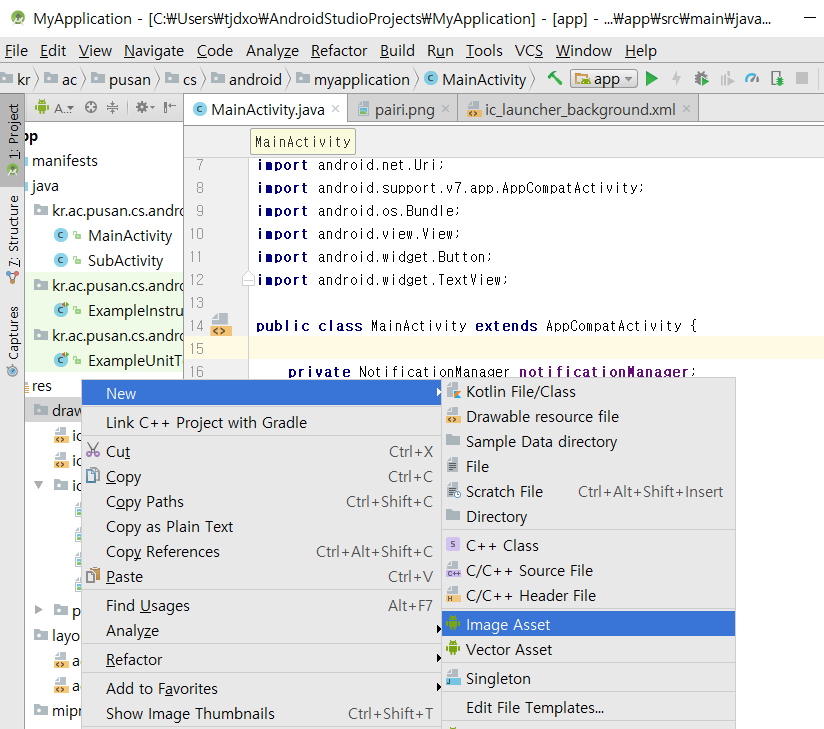 MyApplication - [C:₩Users₩tjdxo₩AndroidStudioProjects₩MyApplication] - [app] - ...₩app₩src₩main₩java...
File Edit View Navigate Code Analyze Refactor Build Run Tools VCS Window Help
kr ac pusan cs android myapplication MainActivity app
1: Project
7: Structure
Captures
A..
MainActivity.java pairi.png ic_launcher_background.xml
MainActivity
pp
manifests
java
kr.ac.pusan.cs.andro
MainActivity
SubActivity
kr.ac.pusan.cs.andro
ExampleInstru
kr.ac.pusan.cs.andro
ExampleUnitT
res
draw
ic
ic
ic
p
layo
a
a
mipr
7 import android.net.Uri;
8 import android.support.v7.app.AppCompatActivity;
9 import android.os.Bundle;
10 import android.view.View;
11 import android.widget.Button;
12 import android.widget.TextView;
13
14 public class MainActivity extends AppCompatActivity {
15
16 private NotificationManager notificationManager;
New
Link C++ Project with Gradle
Cut Ctrl+X
Copy Ctrl+C
Copy Paths Ctrl+Shift+C
Copy as Plain Text
Copy References Ctrl+Alt+Shift+C
Paste Ctrl+V
Find Usages Alt+F7
Analyze
Refactor
Add to Favorites
Show Image Thumbnails Ctrl+Shift+T
Kotlin File/Class
Drawable resource file
Sample Data directory
File
Scratch File Ctrl+Alt+Shift+Insert
Directory
C++ Class
C/C++ Source File
C/C++ Header File
Image Asset
Vector Asset
Singleton
Edit File Templates...